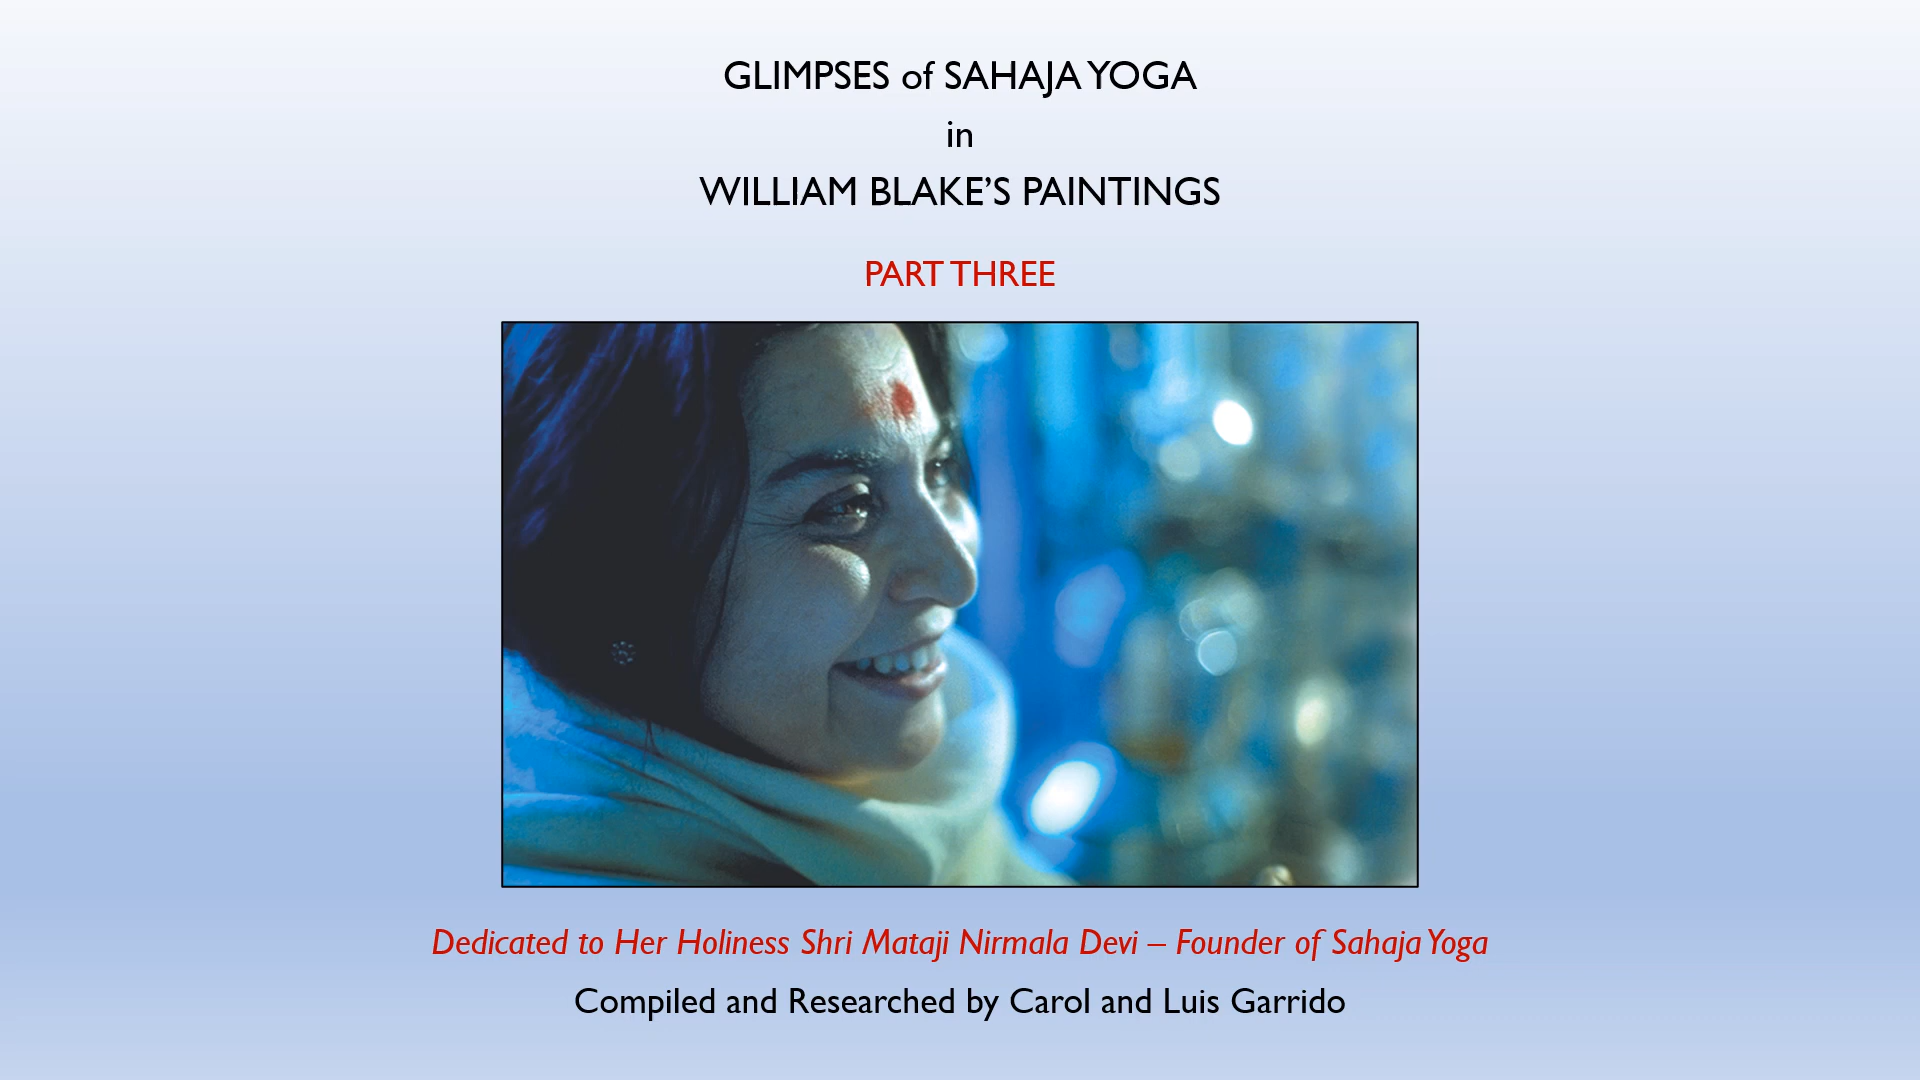 GLIMPSES of SAHAJA YOGA
in
WILLIAM BLAKE’S PAINTINGS
PART THREE
Dedicated to Her Holiness Shri Mataji Nirmala Devi – Founder of Sahaja Yoga
Compiled and Researched by Carol and Luis Garrido